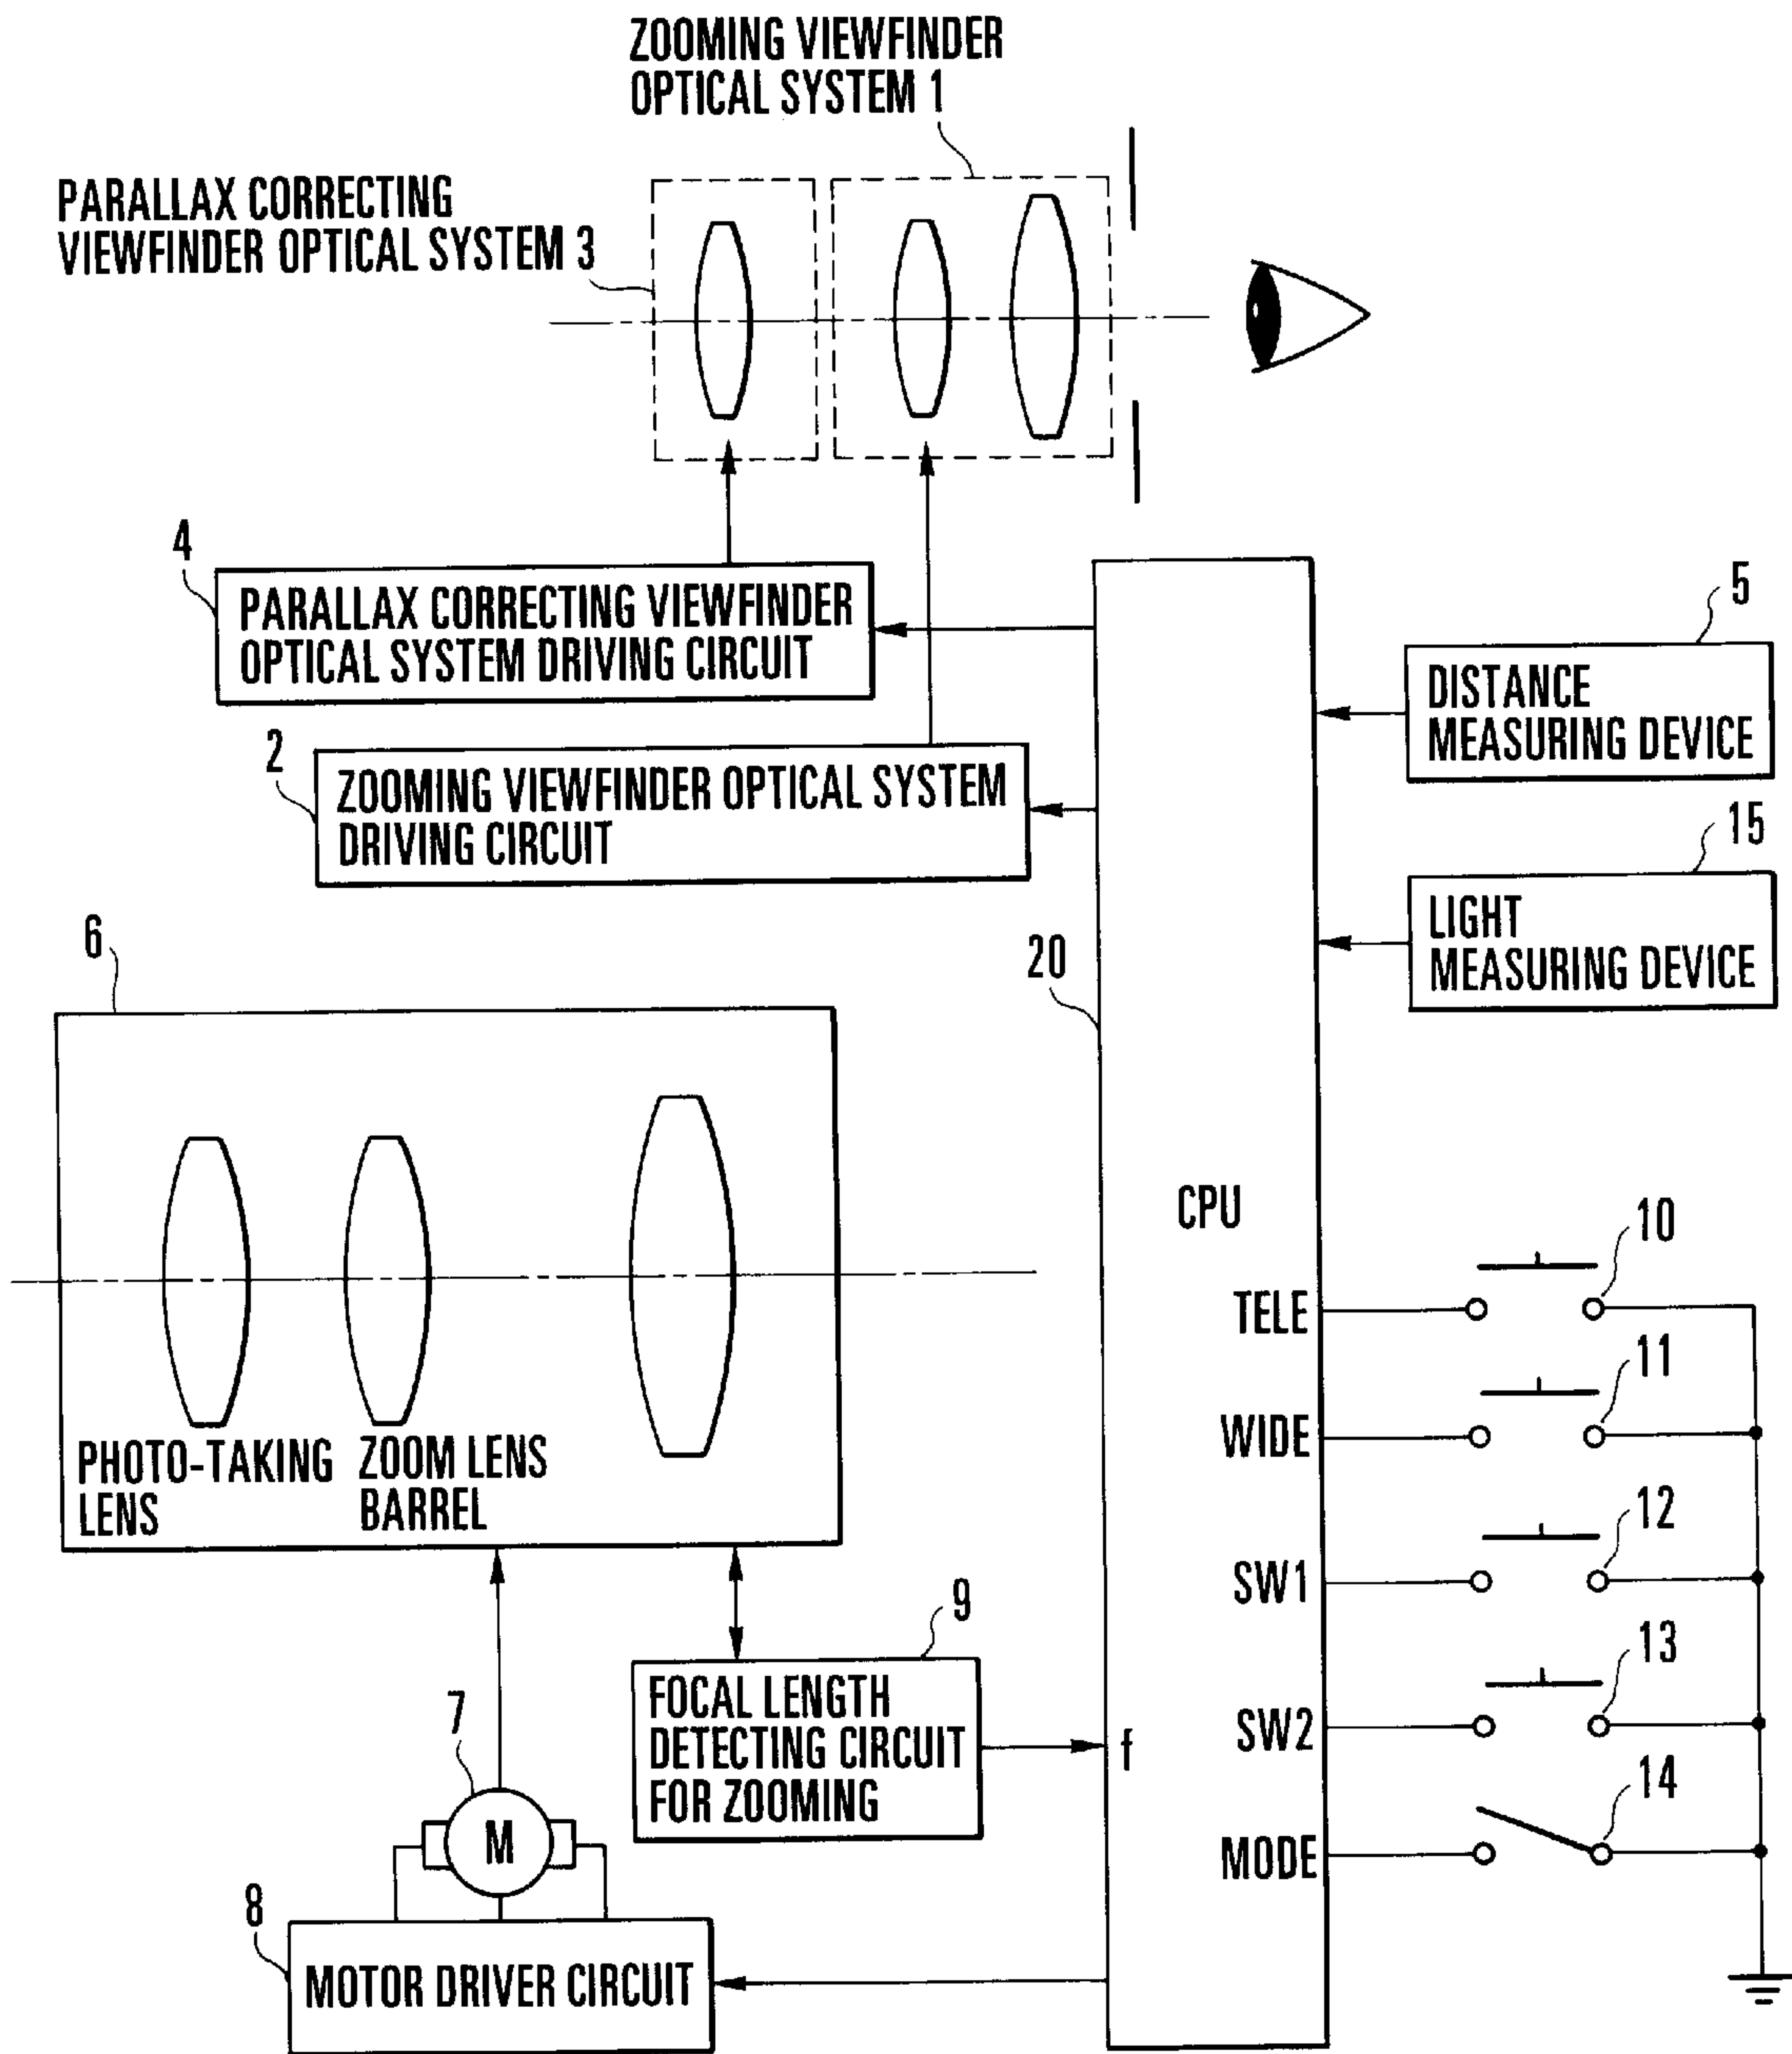 ZOOMING VIEWFINDER
OPTICAL SYSTEM 1
PARALLAX CORRECTING
VIEWFINDER OPTICAL SYSTEM 3
4
PARALLAX CORRECTING VIEWFINDER
OPTICAL SYSTEM DRIVING CIRCUIT
5
DISTANCE
MEASURING DEVICE
2
ZOOMING VIEWFINDER OPTICAL SYSTEM
DRIVING CIRCUIT
15
LIGHT
MEASURING DEVICE
6
20
CPU
PHOTO-TAKING
LENS
ZOOM LENS
BARREL
TELE
10
WIDE
11
SW1
12
SW2
13
MODE
14
9
FOCAL LENGTH
DETECTING CIRCUIT
FOR ZOOMING
f
7
M
8
MOTOR DRIVER CIRCUIT